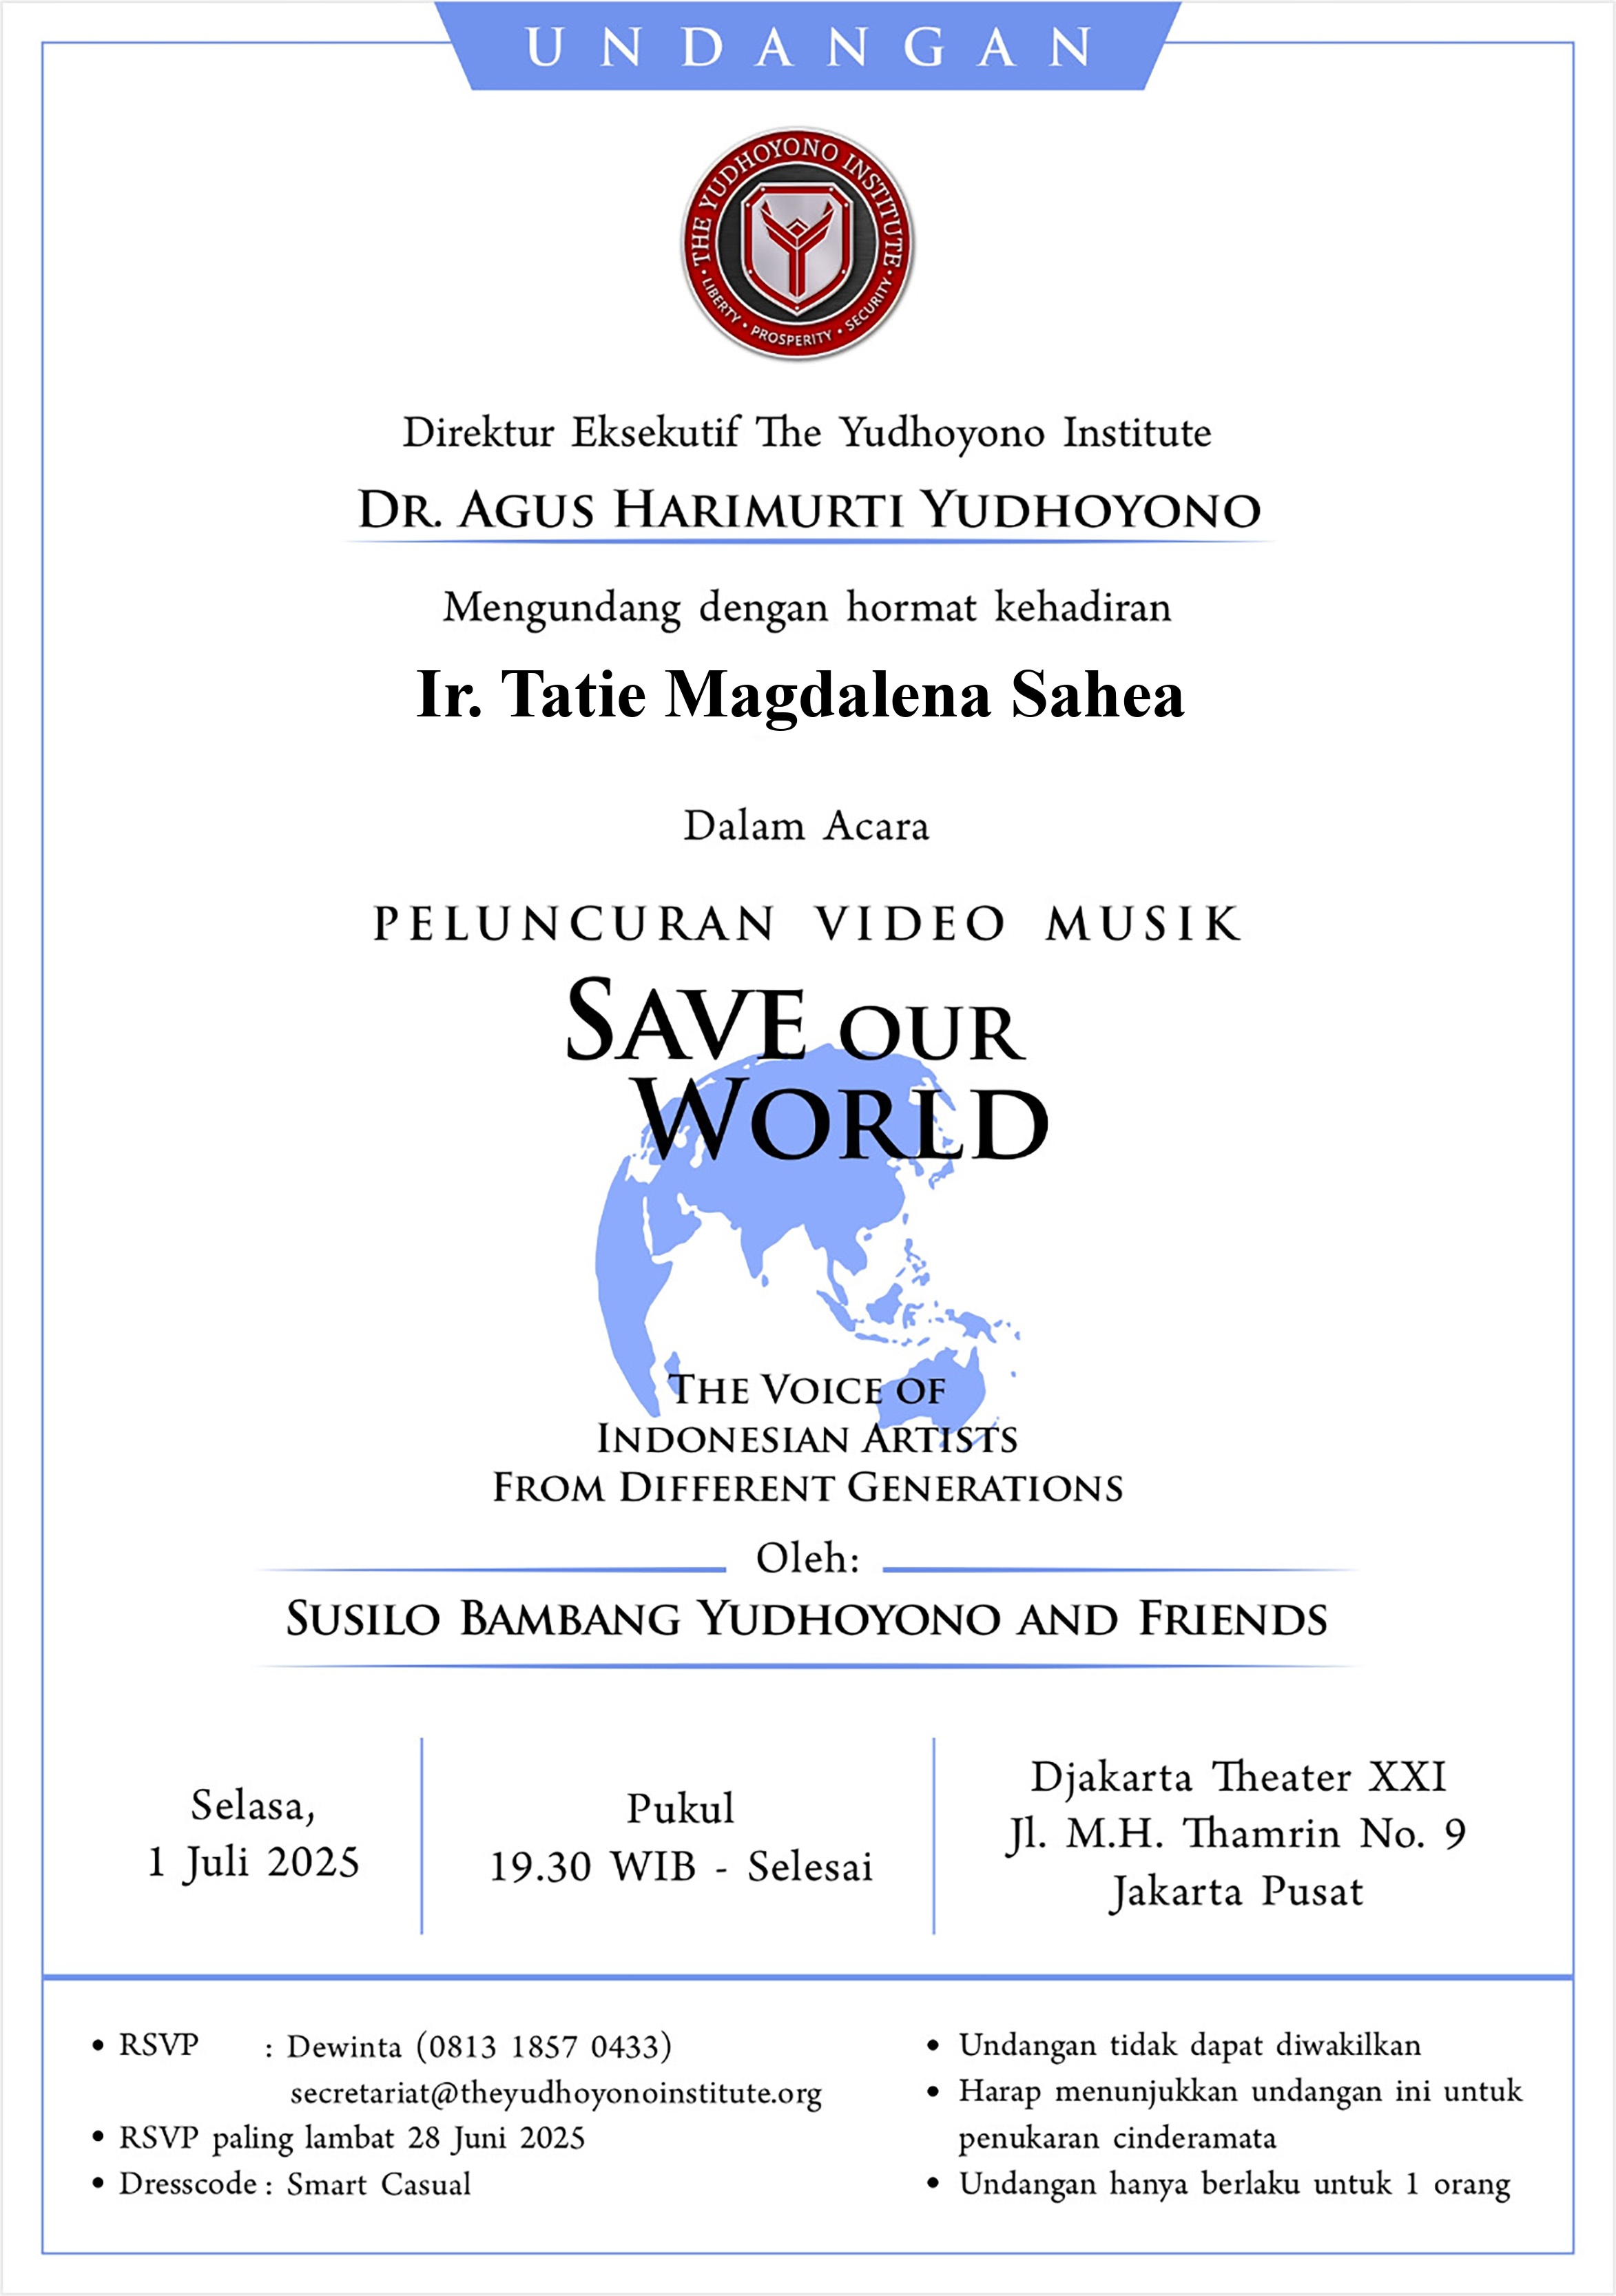 UNDANGAN
THE YUDHOYONO INSTITUTE
LIBERTY • PROSPERITY • SECURITY
Direktur Eksekutif The Yudhoyono Institute
DR. AGUS HARIMURTI YUDHOYONO
Mengundang dengan hormat kehadiran
Ir. Tatie Magdalena Sahea
Dalam Acara
PELUNCURAN VIDEO MUSIK
SAVE OUR
WORLD
THE VOICE OF
INDONESIAN ARTISTS
FROM DIFFERENT GENERATIONS
Oleh:
SUSILO BAMBANG YUDHOYONO AND FRIENDS
Selasa,
1 Juli 2025
Pukul
19.30 WIB - Selesai
Djakarta Theater XXI
Jl. M.H. Thamrin No. 9
Jakarta Pusat
• RSVP : Dewinta (0813 1857 0433)
secretariat@theyudhoyonoinstitute.org
• RSVP paling lambat 28 Juni 2025
• Dresscode : Smart Casual
• Undangan tidak dapat diwakilkan
• Harap menunjukkan undangan ini untuk
penukaran cinderamata
• Undangan hanya berlaku untuk 1 orang